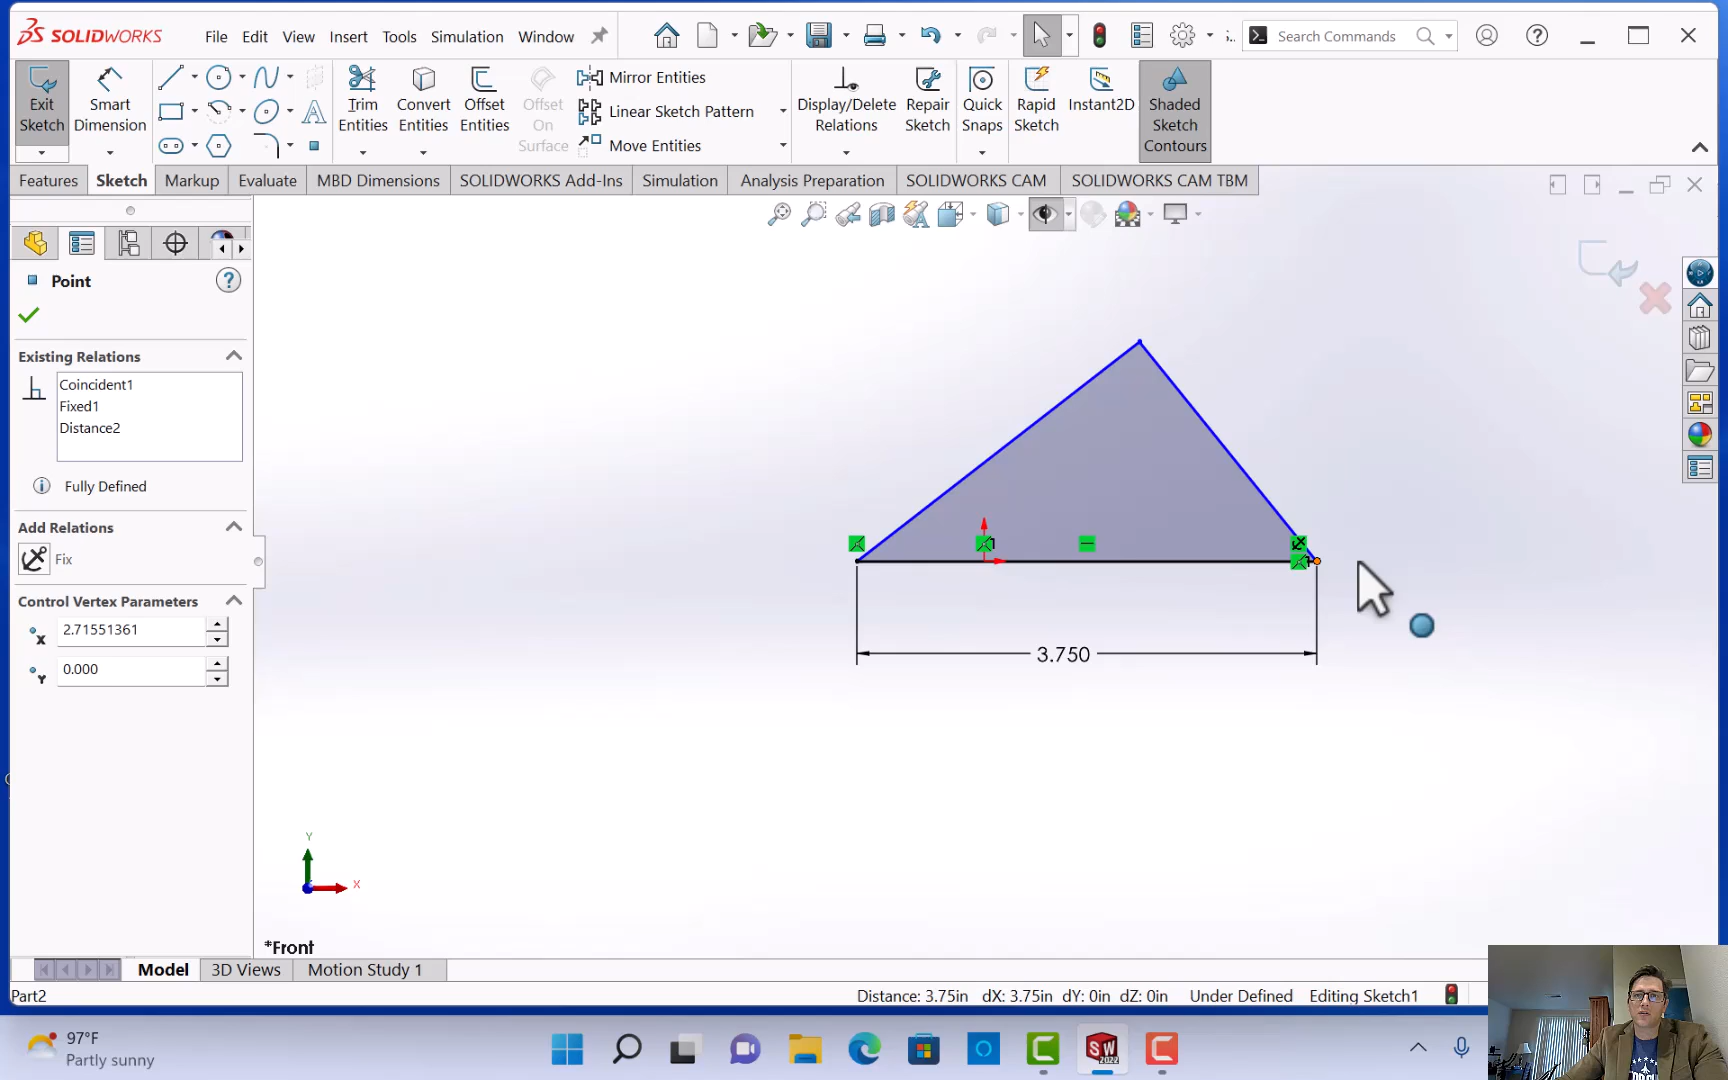 SOLIDWORKS File Edit View Insert Tools Simulation Window Search Commands
Exit Sketch
Smart Dimension
Trim Entities
Convert Entities
Offset Entities
Offset On Surface
Mirror Entities
Linear Sketch Pattern
Move Entities
Display/Delete Relations
Repair Sketch
Quick Snaps
Rapid Sketch
Instant2D
Shaded Sketch Contours
Features Sketch Markup Evaluate MBD Dimensions SOLIDWORKS Add-Ins Simulation Analysis Preparation SOLIDWORKS CAM SOLIDWORKS CAM TBM
Point
Existing Relations
Coincident1
Fixed1
Distance2
Fully Defined
Add Relations
Fix
Control Vertex Parameters
X 2.71551361
Y 0.000
3.750
Y
X
*Front
Model 3D Views Motion Study 1
Part2 Distance: 3.75in dX: 3.75in dY: 0in dZ: 0in Under Defined Editing Sketch1
97°F
Partly sunny
SW
2022